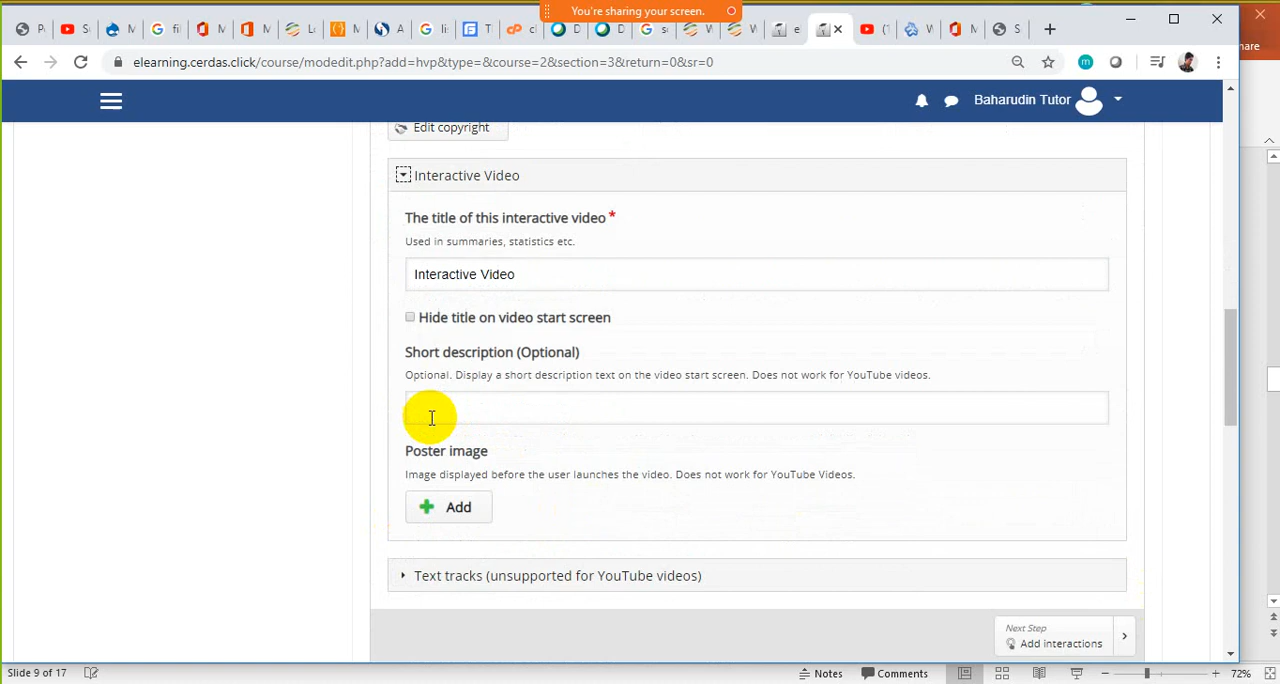 You're sharing your screen.
elearning.cerdas.click/course/modedit.php?add=hvp&type=&course=2&section=3&return=0&sr=0
Baharudin Tutor
Edit copyright
Interactive Video
The title of this interactive video *
Used in summaries, statistics etc.
Interactive Video
Hide title on video start screen
Short description (Optional)
Optional. Display a short description text on the video start screen. Does not work for YouTube videos.
Poster image
Image displayed before the user launches the video. Does not work for YouTube Videos.
Add
Text tracks (unsupported for YouTube videos)
Next Step
Add interactions
Slide 9 of 17
Notes
Comments
72%